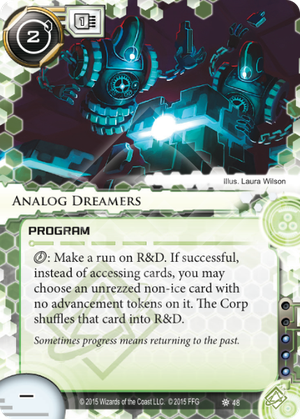 2
1
Illus. Laura Wilson
ANALOG DREAMERS
PROGRAM
: Make a run on R&D. If successful,
instead of accessing cards, you may
choose an unrezzed non-ice card with
no advancement tokens on it. The Corp
shuffles that card into R&D.
Sometimes progress means returning to the past.
–
© 2015 Wizards of the Coast LLC. © 2015 FFG
48